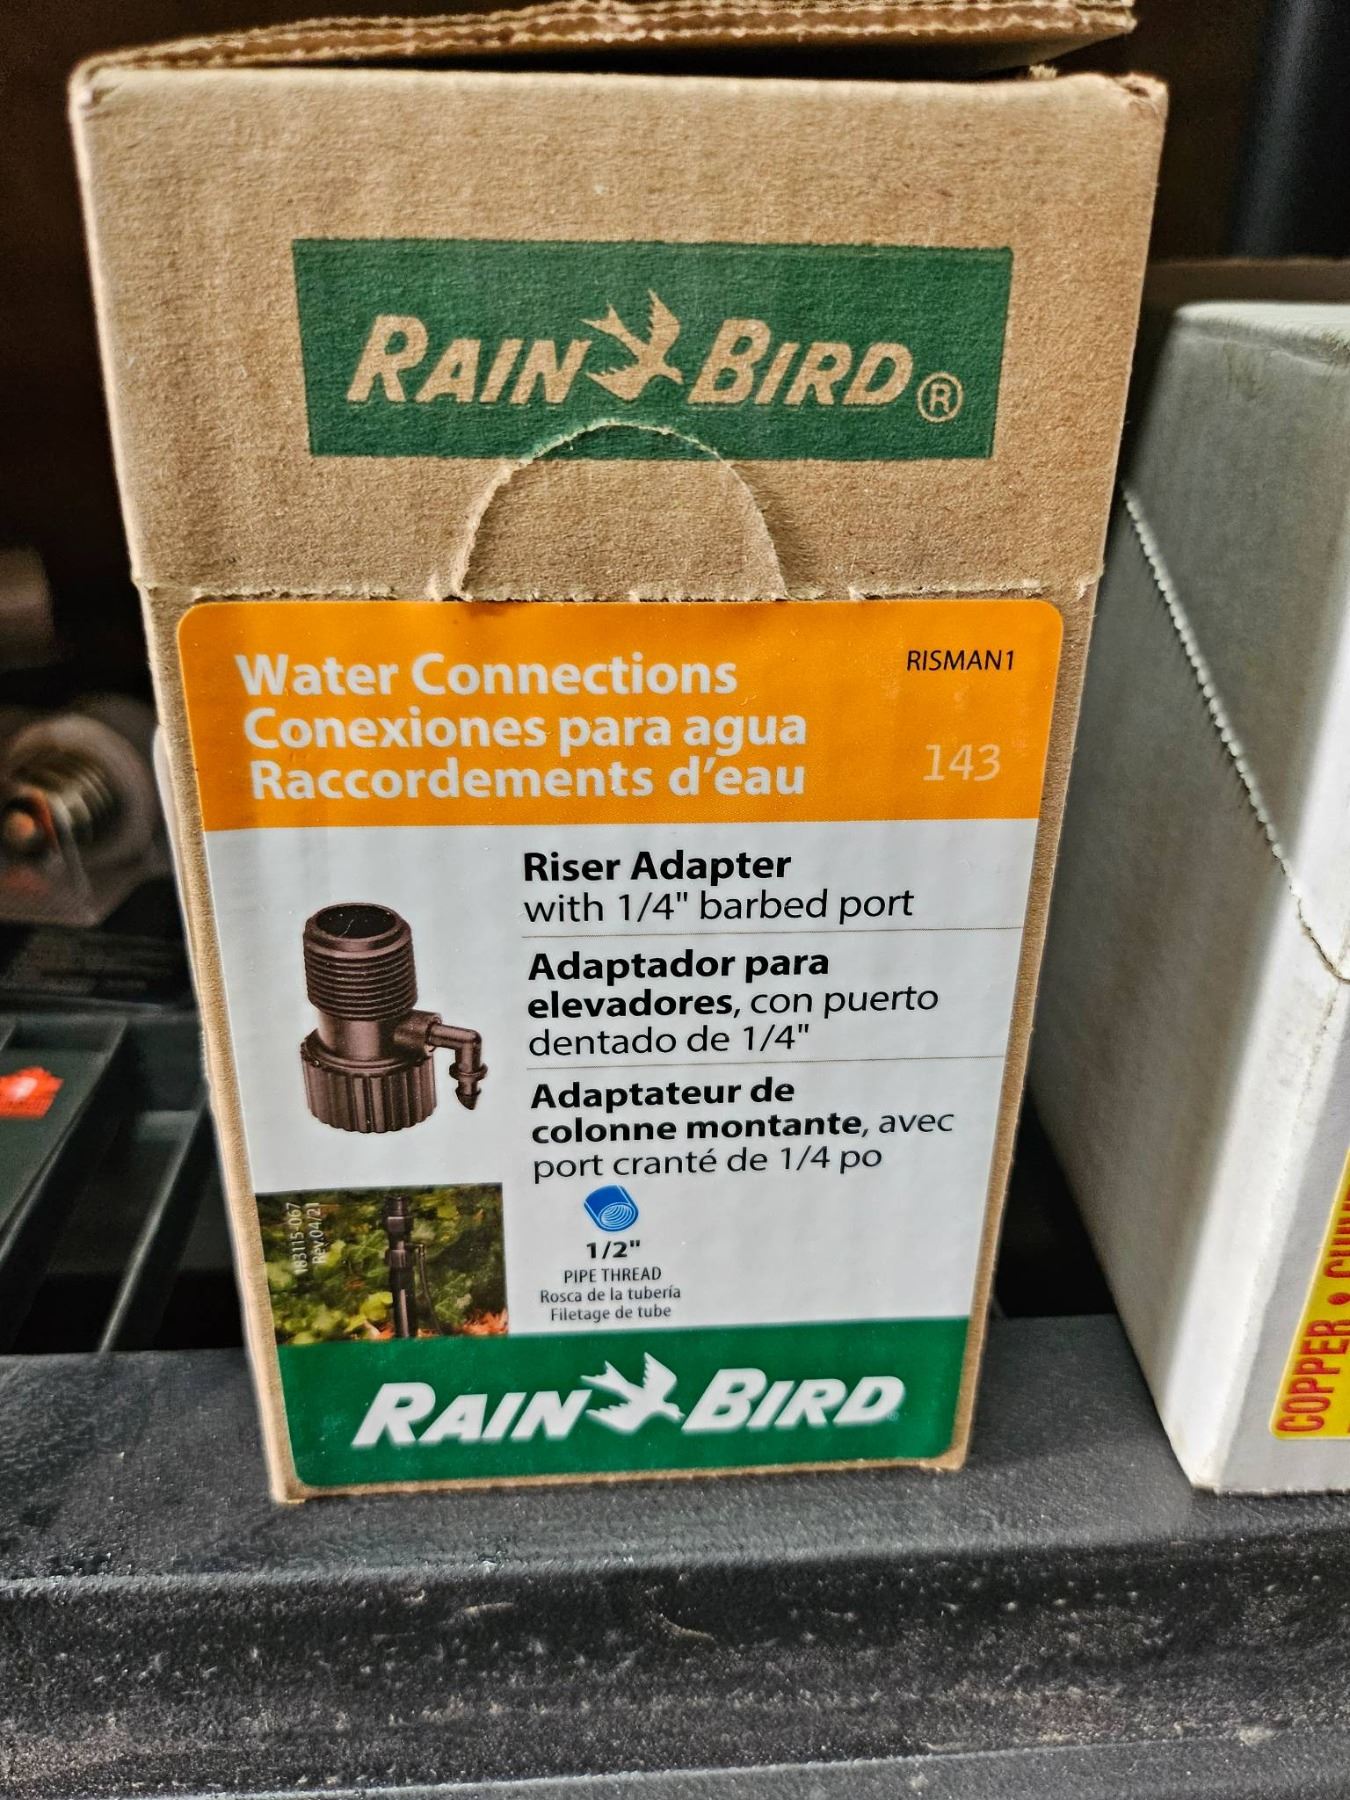 RAIN BIRD ®
Water Connections
Conexiones para agua
Raccordements d'eau
RISMAN1
143
Riser Adapter
with 1/4" barbed port
Adaptador para
elevadores, con puerto
dentado de 1/4"
Adaptateur de
colonne montante, avec
port cranté de 1/4 po
183115-067
Rev.04/21
1/2"
PIPE THREAD
Rosca de la tubería
Filetage de tube
RAIN BIRD
COPPER •